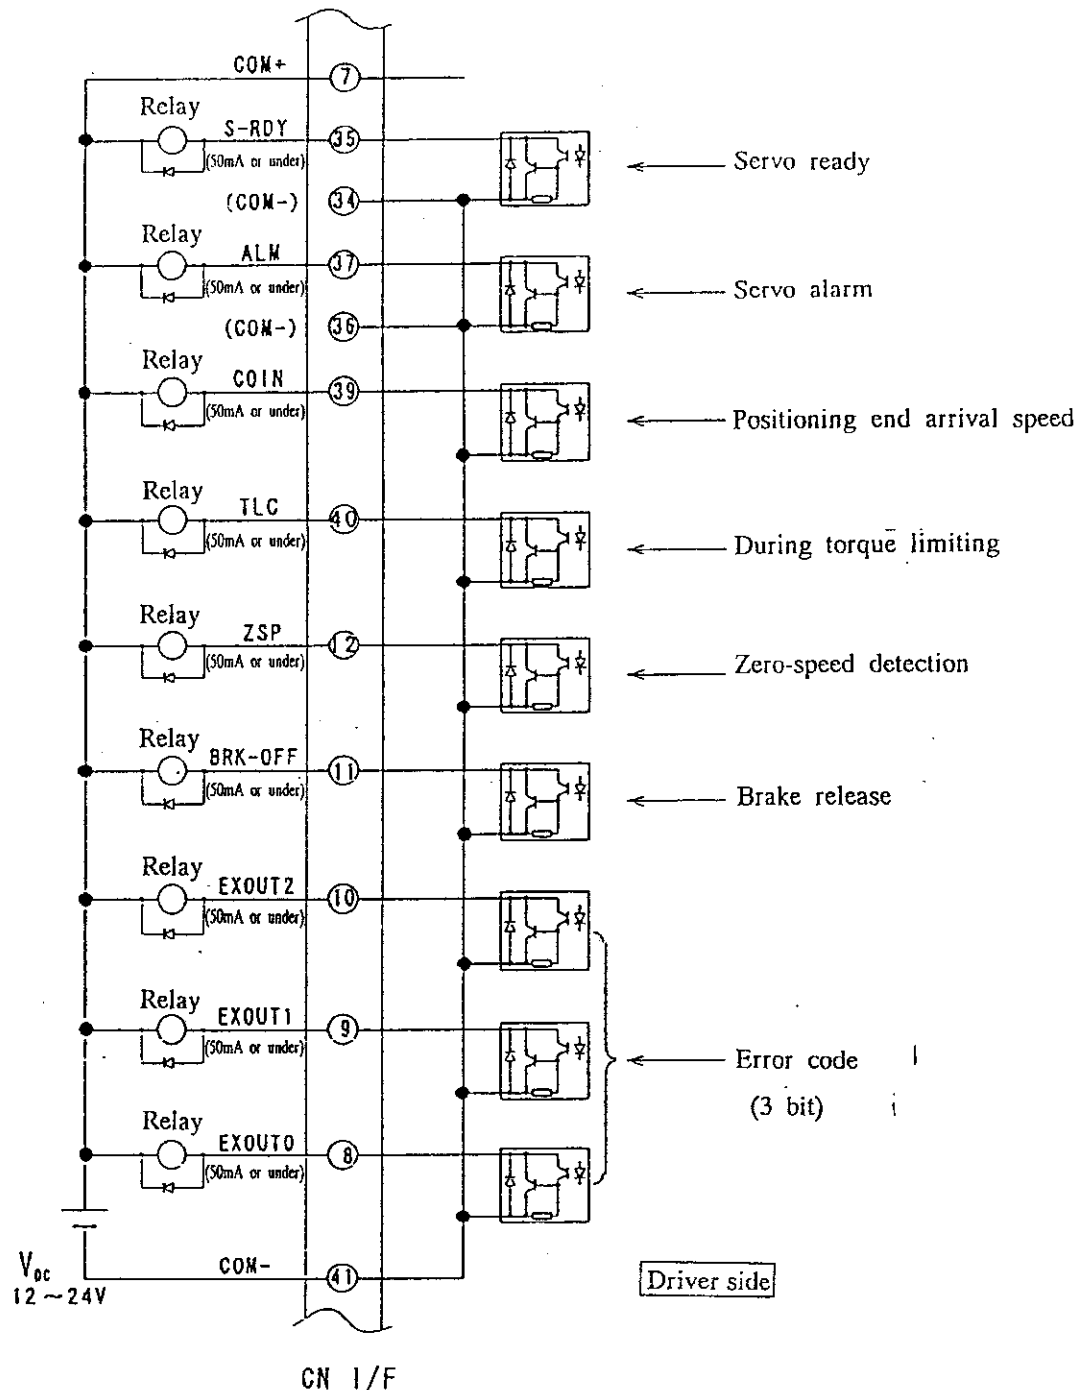 COM+ 7
Relay
S-RDY 35
(50mA or under)
Servo ready
(COM-) 34
Relay
ALM 37
(50mA or under)
Servo alarm
(COM-) 36
Relay
COIN 39
(50mA or under)
Positioning end arrival speed
Relay
TLC 40
(50mA or under)
During torque limiting
Relay
ZSP 12
(50mA or under)
Zero-speed detection
Relay
BRK-OFF 11
(50mA or under)
Brake release
Relay
EXOUT2 10
(50mA or under)
Relay
EXOUT1 9
(50mA or under)
Error code
(3 bit)
Relay
EXOUT0 8
(50mA or under)
COM- 41
VDC
12~24V
Driver side
CN I/F